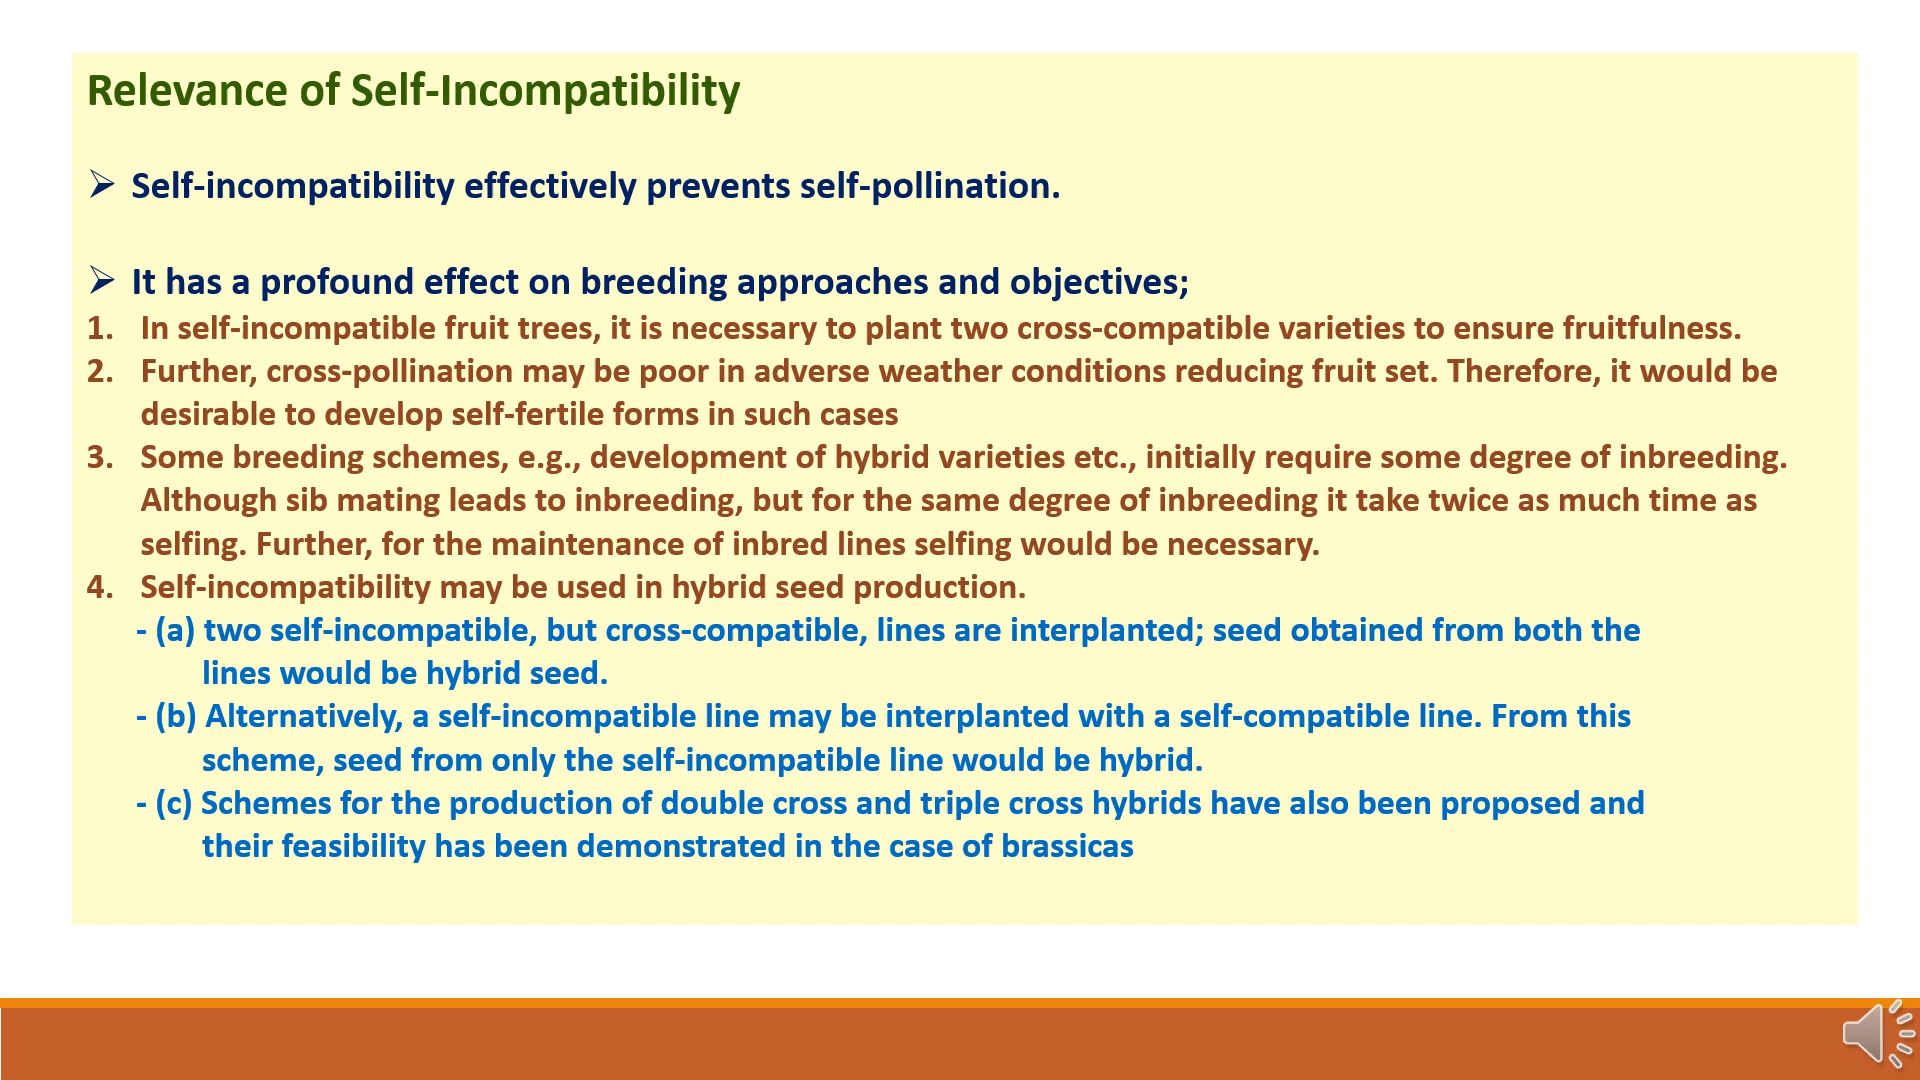 Relevance of Self-Incompatibility
➢ Self-incompatibility effectively prevents self-pollination.
➢ It has a profound effect on breeding approaches and objectives;
1. In self-incompatible fruit trees, it is necessary to plant two cross-compatible varieties to ensure fruitfulness.
2. Further, cross-pollination may be poor in adverse weather conditions reducing fruit set. Therefore, it would be
desirable to develop self-fertile forms in such cases
3. Some breeding schemes, e.g., development of hybrid varieties etc., initially require some degree of inbreeding.
Although sib mating leads to inbreeding, but for the same degree of inbreeding it take twice as much time as
selfing. Further, for the maintenance of inbred lines selfing would be necessary.
4. Self-incompatibility may be used in hybrid seed production.
- (a) two self-incompatible, but cross-compatible, lines are interplanted; seed obtained from both the
lines would be hybrid seed.
- (b) Alternatively, a self-incompatible line may be interplanted with a self-compatible line. From this
scheme, seed from only the self-incompatible line would be hybrid.
- (c) Schemes for the production of double cross and triple cross hybrids have also been proposed and
their feasibility has been demonstrated in the case of brassicas